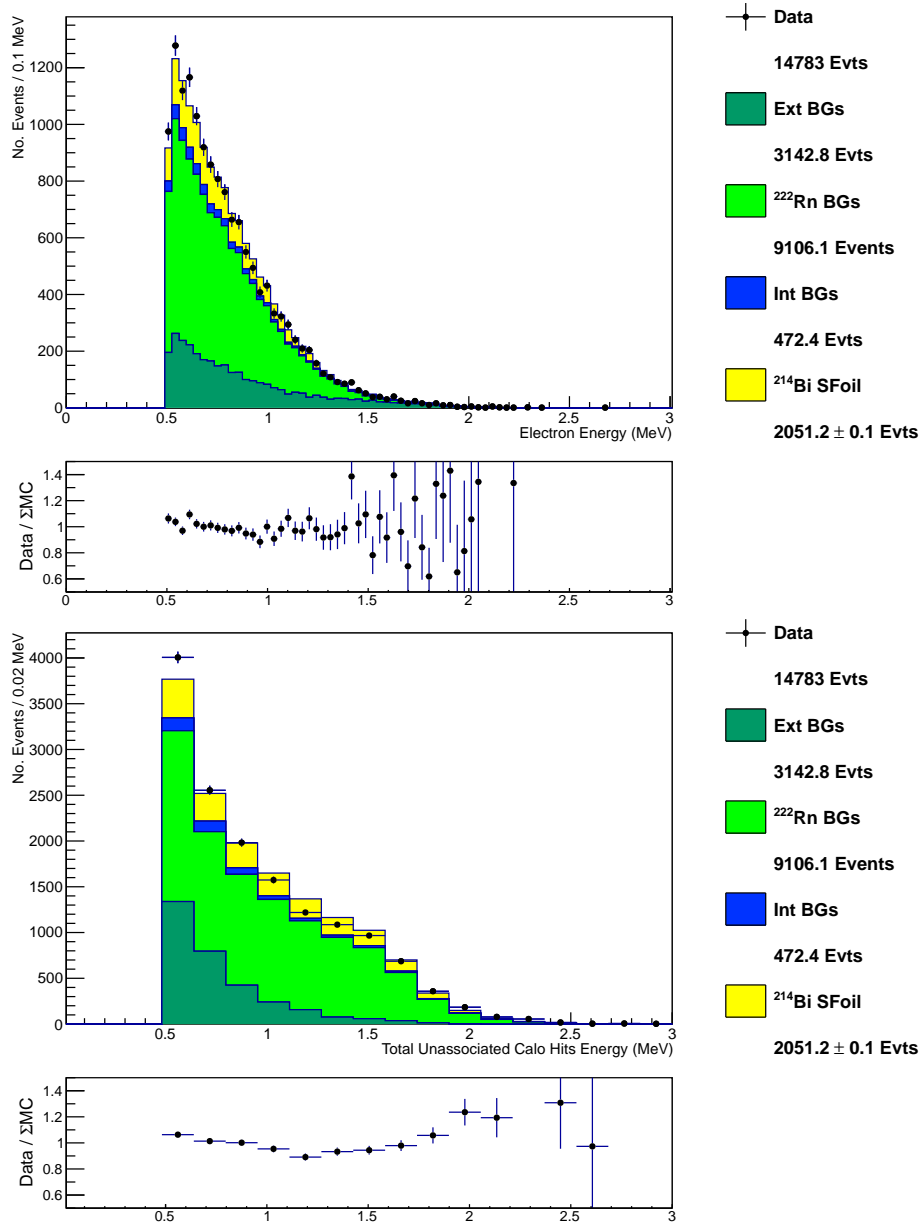 No. Events / 0.1 MeV
1200
1000
800
600
400
200
0
0 0.5 1 1.5 2 2.5 3
Electron Energy (MeV)
Data
14783 Evts
Ext BGs
3142.8 Evts
²²²Rn BGs
9106.1 Events
Int BGs
472.4 Evts
²¹⁴Bi SFoil
2051.2 ± 0.1 Evts
Data / ΣMC
1.4
1.2
1
0.8
0.6
0 0.5 1 1.5 2 2.5 3
No. Events / 0.02 MeV
4000
3500
3000
2500
2000
1500
1000
500
0
0.5 1 1.5 2 2.5 3
Total Unassociated Calo Hits Energy (MeV)
Data
14783 Evts
Ext BGs
3142.8 Evts
²²²Rn BGs
9106.1 Events
Int BGs
472.4 Evts
²¹⁴Bi SFoil
2051.2 ± 0.1 Evts
Data / ΣMC
1.4
1.2
1
0.8
0.6
0.5 1 1.5 2 2.5 3